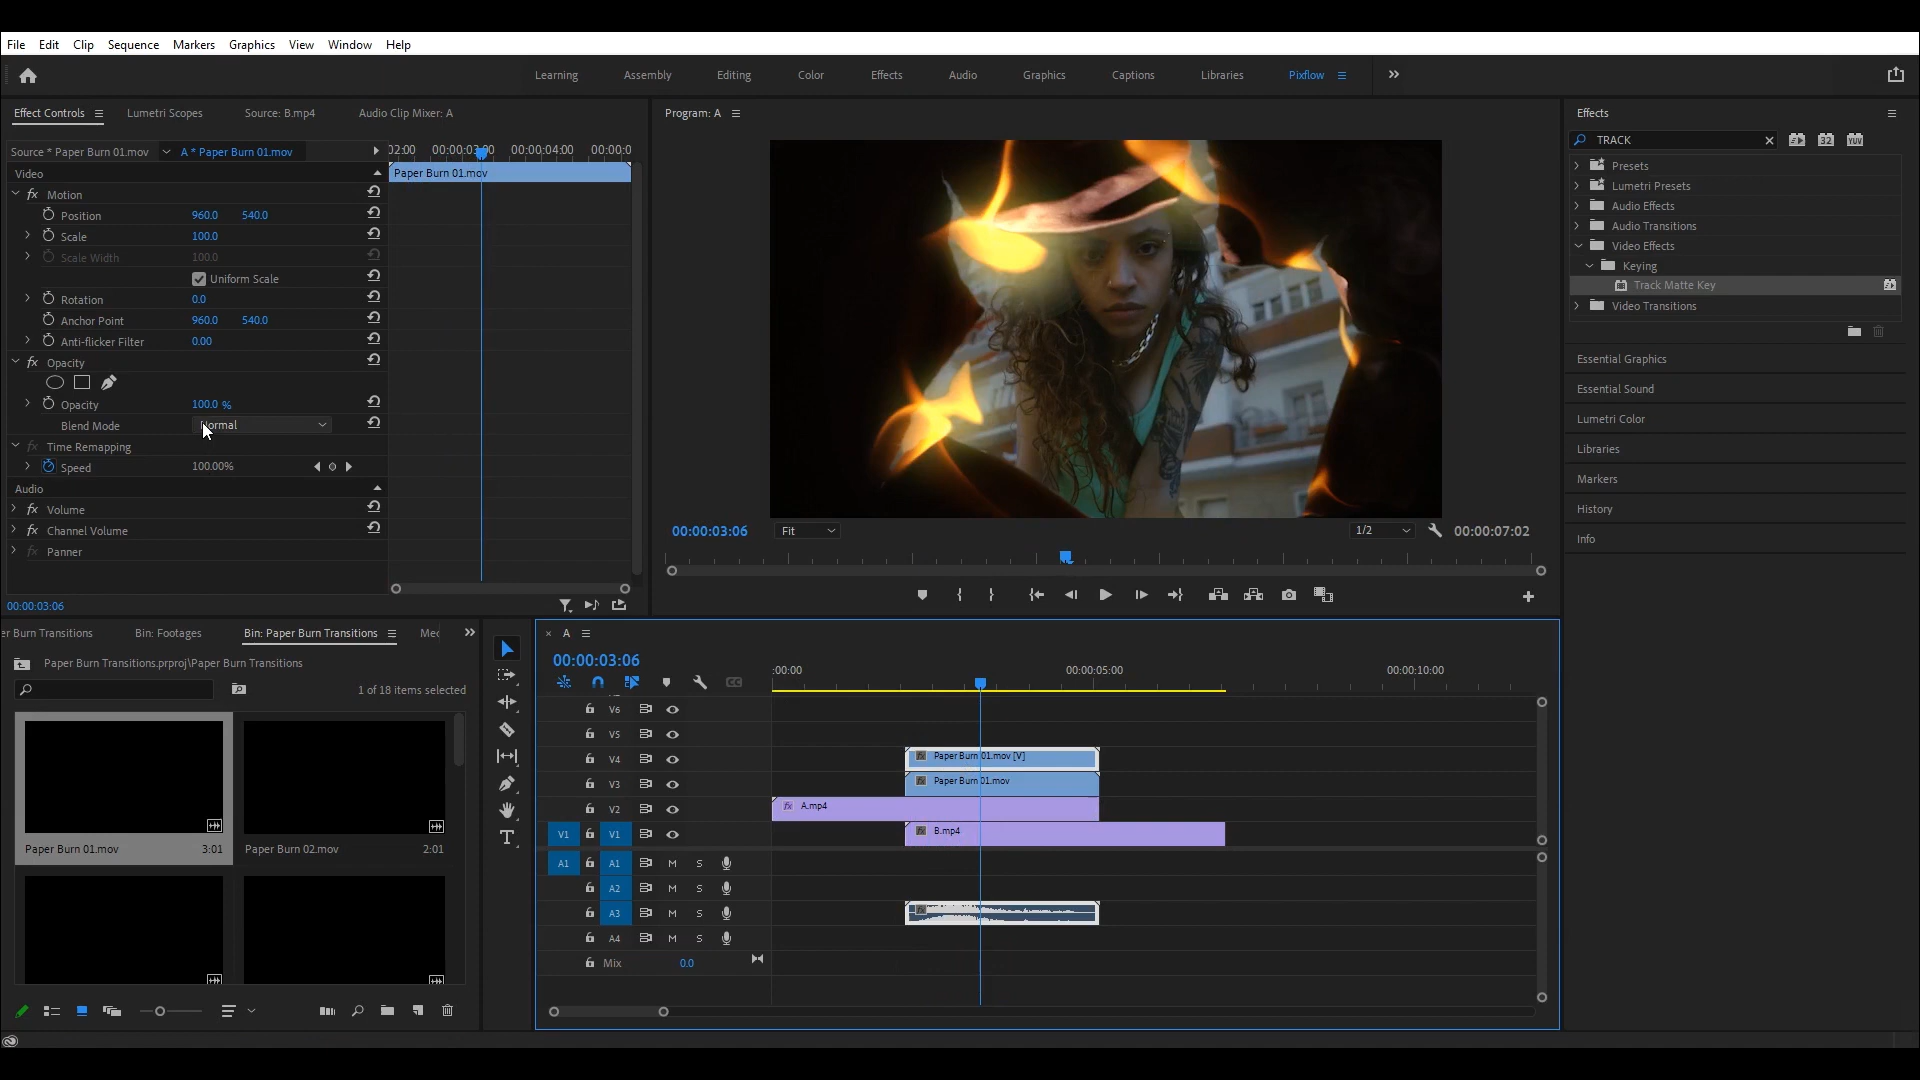 File Edit Clip Sequence Markers Graphics View Window Help
Learning Assembly Editing Color Effects Audio Graphics Captions Libraries Pixflow
Effect Controls Lumetri Scopes Source: B.mp4 Audio Clip Mixer: A
Source * Paper Burn 01.mov A * Paper Burn 01.mov
Video
Motion
Position 960.0 540.0
Scale 100.0
Scale Width 100.0
Uniform Scale
Rotation 0.0
Anchor Point 960.0 540.0
Anti-flicker Filter 0.00
Opacity
Opacity 100.0 %
Blend Mode Normal
Time Remapping
Speed 100.00%
Audio
Volume
Channel Volume
Panner
00:00:03:06
00:00:04:00
Paper Burn 01.mov
Program: A
00:00:03:06 Fit 1/2 00:00:07:02
Effects
TRACK
Presets
Lumetri Presets
Audio Effects
Audio Transitions
Video Effects
Keying
Track Matte Key
Video Transitions
Essential Graphics
Essential Sound
Lumetri Color
Libraries
Markers
History
Info
er Burn Transitions Bin: Footages Bin: Paper Burn Transitions Med
Paper Burn Transitions.prproj\Paper Burn Transitions
1 of 18 items selected
Paper Burn 01.mov 3:01 Paper Burn 02.mov 2:01
A
00:00:03:06
:00:00 00:00:05:00 00:00:10:00
V6
V5
V4 Paper Burn 01.mov [V]
V3 Paper Burn 01.mov
V2 A.mp4
V1 V1 B.mp4
A1 A1 M S
A2 M S
A3 M S
A4 M S
Mix 0.0